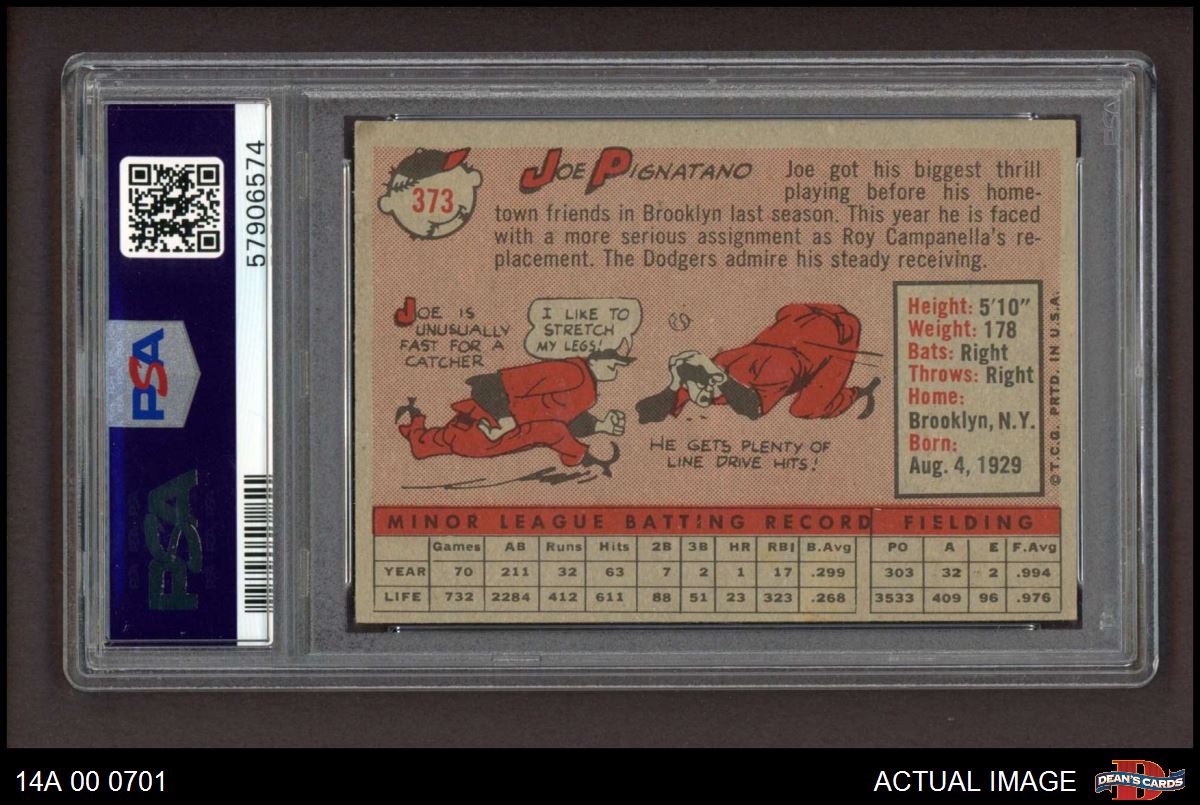 57906574
PSA
PSA
373
JOE PIGNATANO
Joe got his biggest thrill
playing before his home-
town friends in Brooklyn last season. This year he is faced
with a more serious assignment as Roy Campanella's re-
placement. The Dodgers admire his steady receiving.
JOE IS
UNUSUALLY
FAST FOR A
CATCHER
I LIKE TO
STRETCH
MY LEGS!
HE GETS PLENTY OF
LINE DRIVE HITS!
Height: 5'10"
Weight: 178
Bats: Right
Throws: Right
Home:
Brooklyn, N.Y.
Born:
Aug. 4, 1929
© T.C.G. PRTD. IN U.S.A.
MINOR LEAGUE BATTING RECORD FIELDING
Games AB Runs Hits 2B 3B HR RBI B.Avg PO A E F.Avg
YEAR 70 211 32 63 7 2 1 17 .299 303 32 2 .994
LIFE 732 2284 412 611 88 51 23 323 .268 3533 409 96 .976
14A 00 0701
ACTUAL IMAGE
DEAN'S CARDS